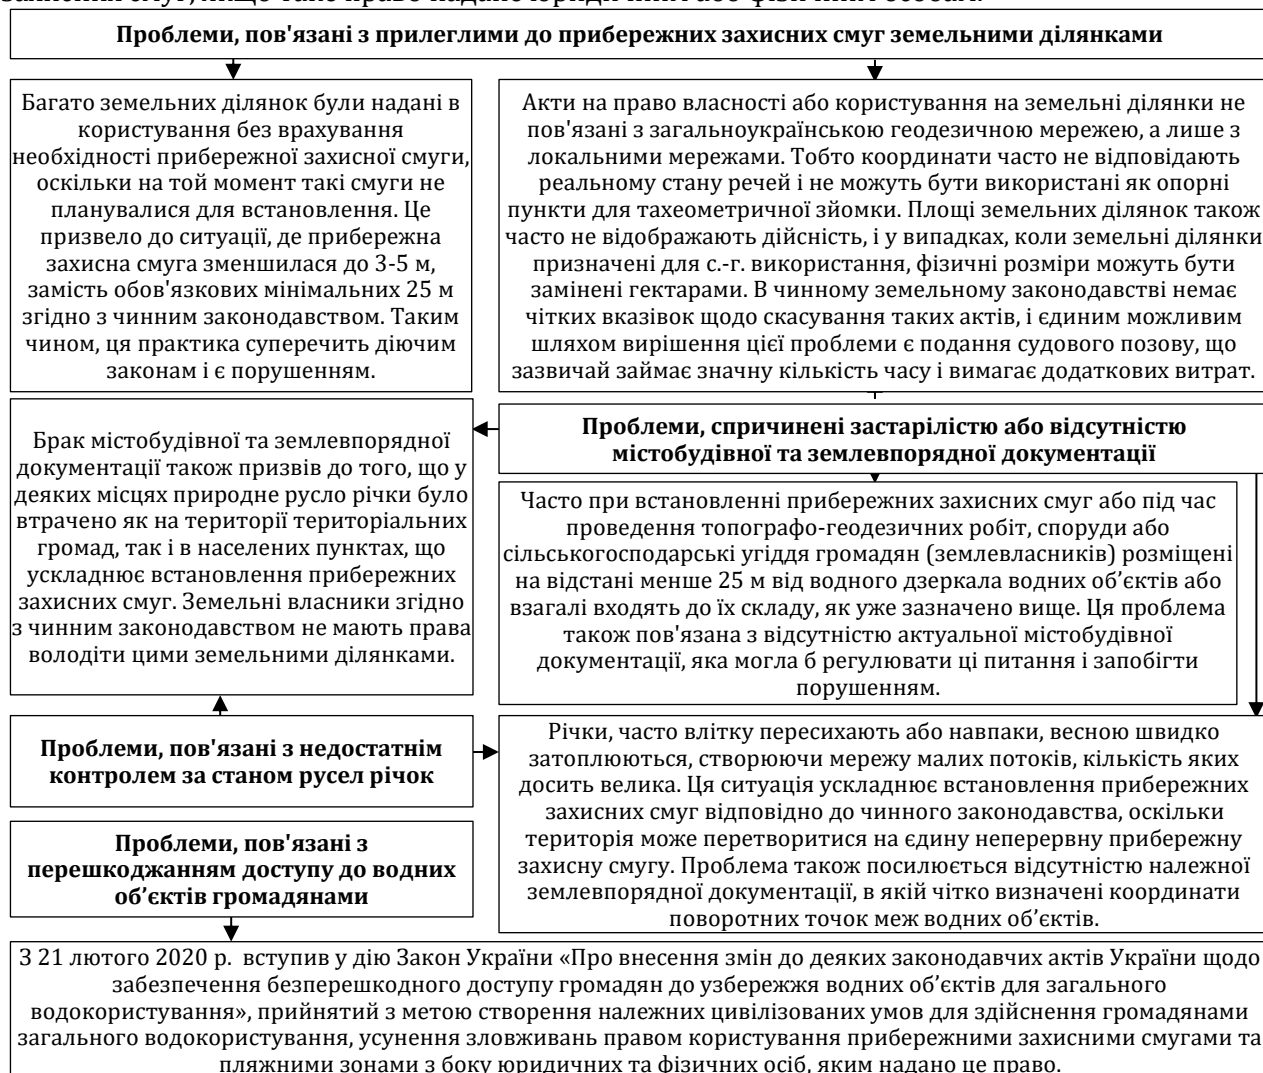 Проблеми, пов'язані з прилеглими до прибережних захисних смуг земельними ділянками
Багато земельних ділянок були надані в
користування без врахування
необхідності прибережної захисної смуги,
оскільки на той момент такі смуги не
планувалися для встановлення. Це
призвело до ситуації, де прибережна
захисна смуга зменшилася до 3-5 м,
замість обов'язкових мінімальних 25 м
згідно з чинним законодавством. Таким
чином, ця практика суперечить діючим
законам і є порушенням.
Акти на право власності або користування на земельні ділянки не
пов'язані з загальноукраїнською геодезичною мережею, а лише з
локальними мережами. Тобто координати часто не відповідають
реальному стану речей і не можуть бути використані як опорні
пункти для тахеометричної зйомки. Площі земельних ділянок також
часто не відображають дійсність, і у випадках, коли земельні ділянки
призначені для с.-г. використання, фізичні розміри можуть бути
замінені гектарами. В чинному земельному законодавстві немає
чітких вказівок щодо скасування таких актів, і єдиним можливим
шляхом вирішення цієї проблеми є подання судового позову, що
зазвичай займає значну кількість часу і вимагає додаткових витрат.
Брак містобудівної та землевпорядної
документації також призвів до того, що у
деяких місцях природне русло річки було
втрачено як на території територіальних
громад, так і в населених пунктах, що
ускладнює встановлення прибережних
захисних смуг. Земельні власники згідно
з чинним законодавством не мають права
володіти цими земельними ділянками.
Проблеми, спричинені застарілістю або відсутністю
містобудівної та землевпорядної документації
Часто при встановленні прибережних захисних смуг або під час
проведення топографо-геодезичних робіт, споруди або
сільськогосподарські угіддя громадян (землевласників) розміщені
на відстані менше 25 м від водного дзеркала водних об'єктів або
взагалі входять до їх складу, як уже зазначено вище. Ця проблема
також пов'язана з відсутністю актуальної містобудівної
документації, яка могла б регулювати ці питання і запобігти
порушенням.
Проблеми, пов'язані з недостатнім
контролем за станом русел річок
Річки, часто влітку пересихають або навпаки, весною швидко
затоплюються, створюючи мережу малих потоків, кількість яких
досить велика. Ця ситуація ускладнює встановлення прибережних
захисних смуг відповідно до чинного законодавства, оскільки
територія може перетворитися на єдину неперервну прибережну
захисну смугу. Проблема також посилюється відсутністю належної
землевпорядної документації, в якій чітко визначені координати
поворотних точок меж водних об'єктів.
Проблеми, пов'язані з
перешкоджанням доступу до водних
об'єктів громадянами
З 21 лютого 2020 р. вступив у дію Закон України «Про внесення змін до деяких законодавчих актів України щодо
забезпечення безперешкодного доступу громадян до узбережжя водних об'єктів для загального
водокористування», прийнятий з метою створення належних цивілізованих умов для здійснення громадянами
загального водокористування, усунення зловживань правом користування прибережними захисними смугами та
пляжними зонами з боку юридичних та фізичних осіб, яким надано це право.